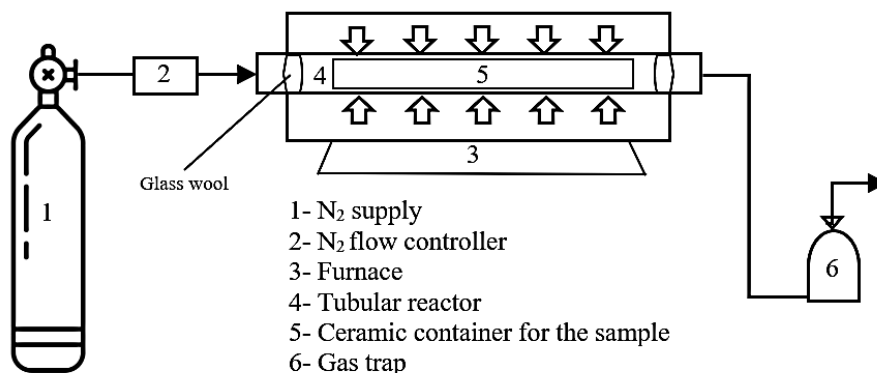 2
4
5
3
Glass wool
1
6
1- N₂ supply
2- N₂ flow controller
3- Furnace
4- Tubular reactor
5- Ceramic container for the sample
6- Gas trap